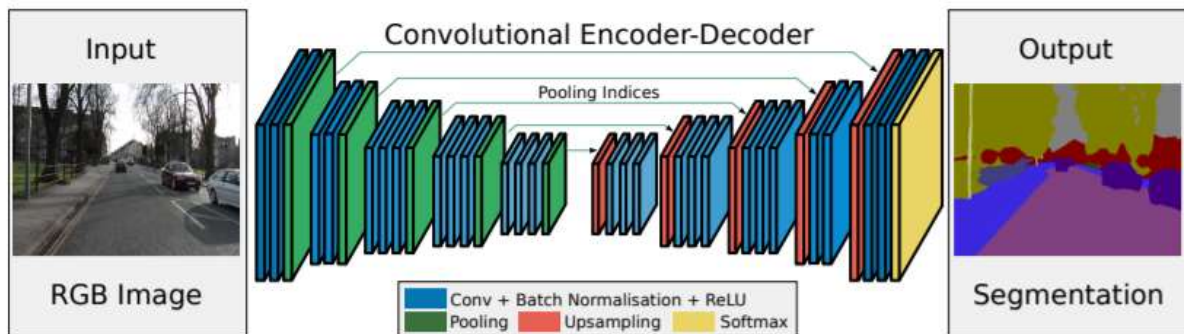 Input
RGB Image
Convolutional Encoder-Decoder
Pooling Indices
Conv + Batch Normalisation + ReLU
Pooling Upsampling Softmax
Output
Segmentation